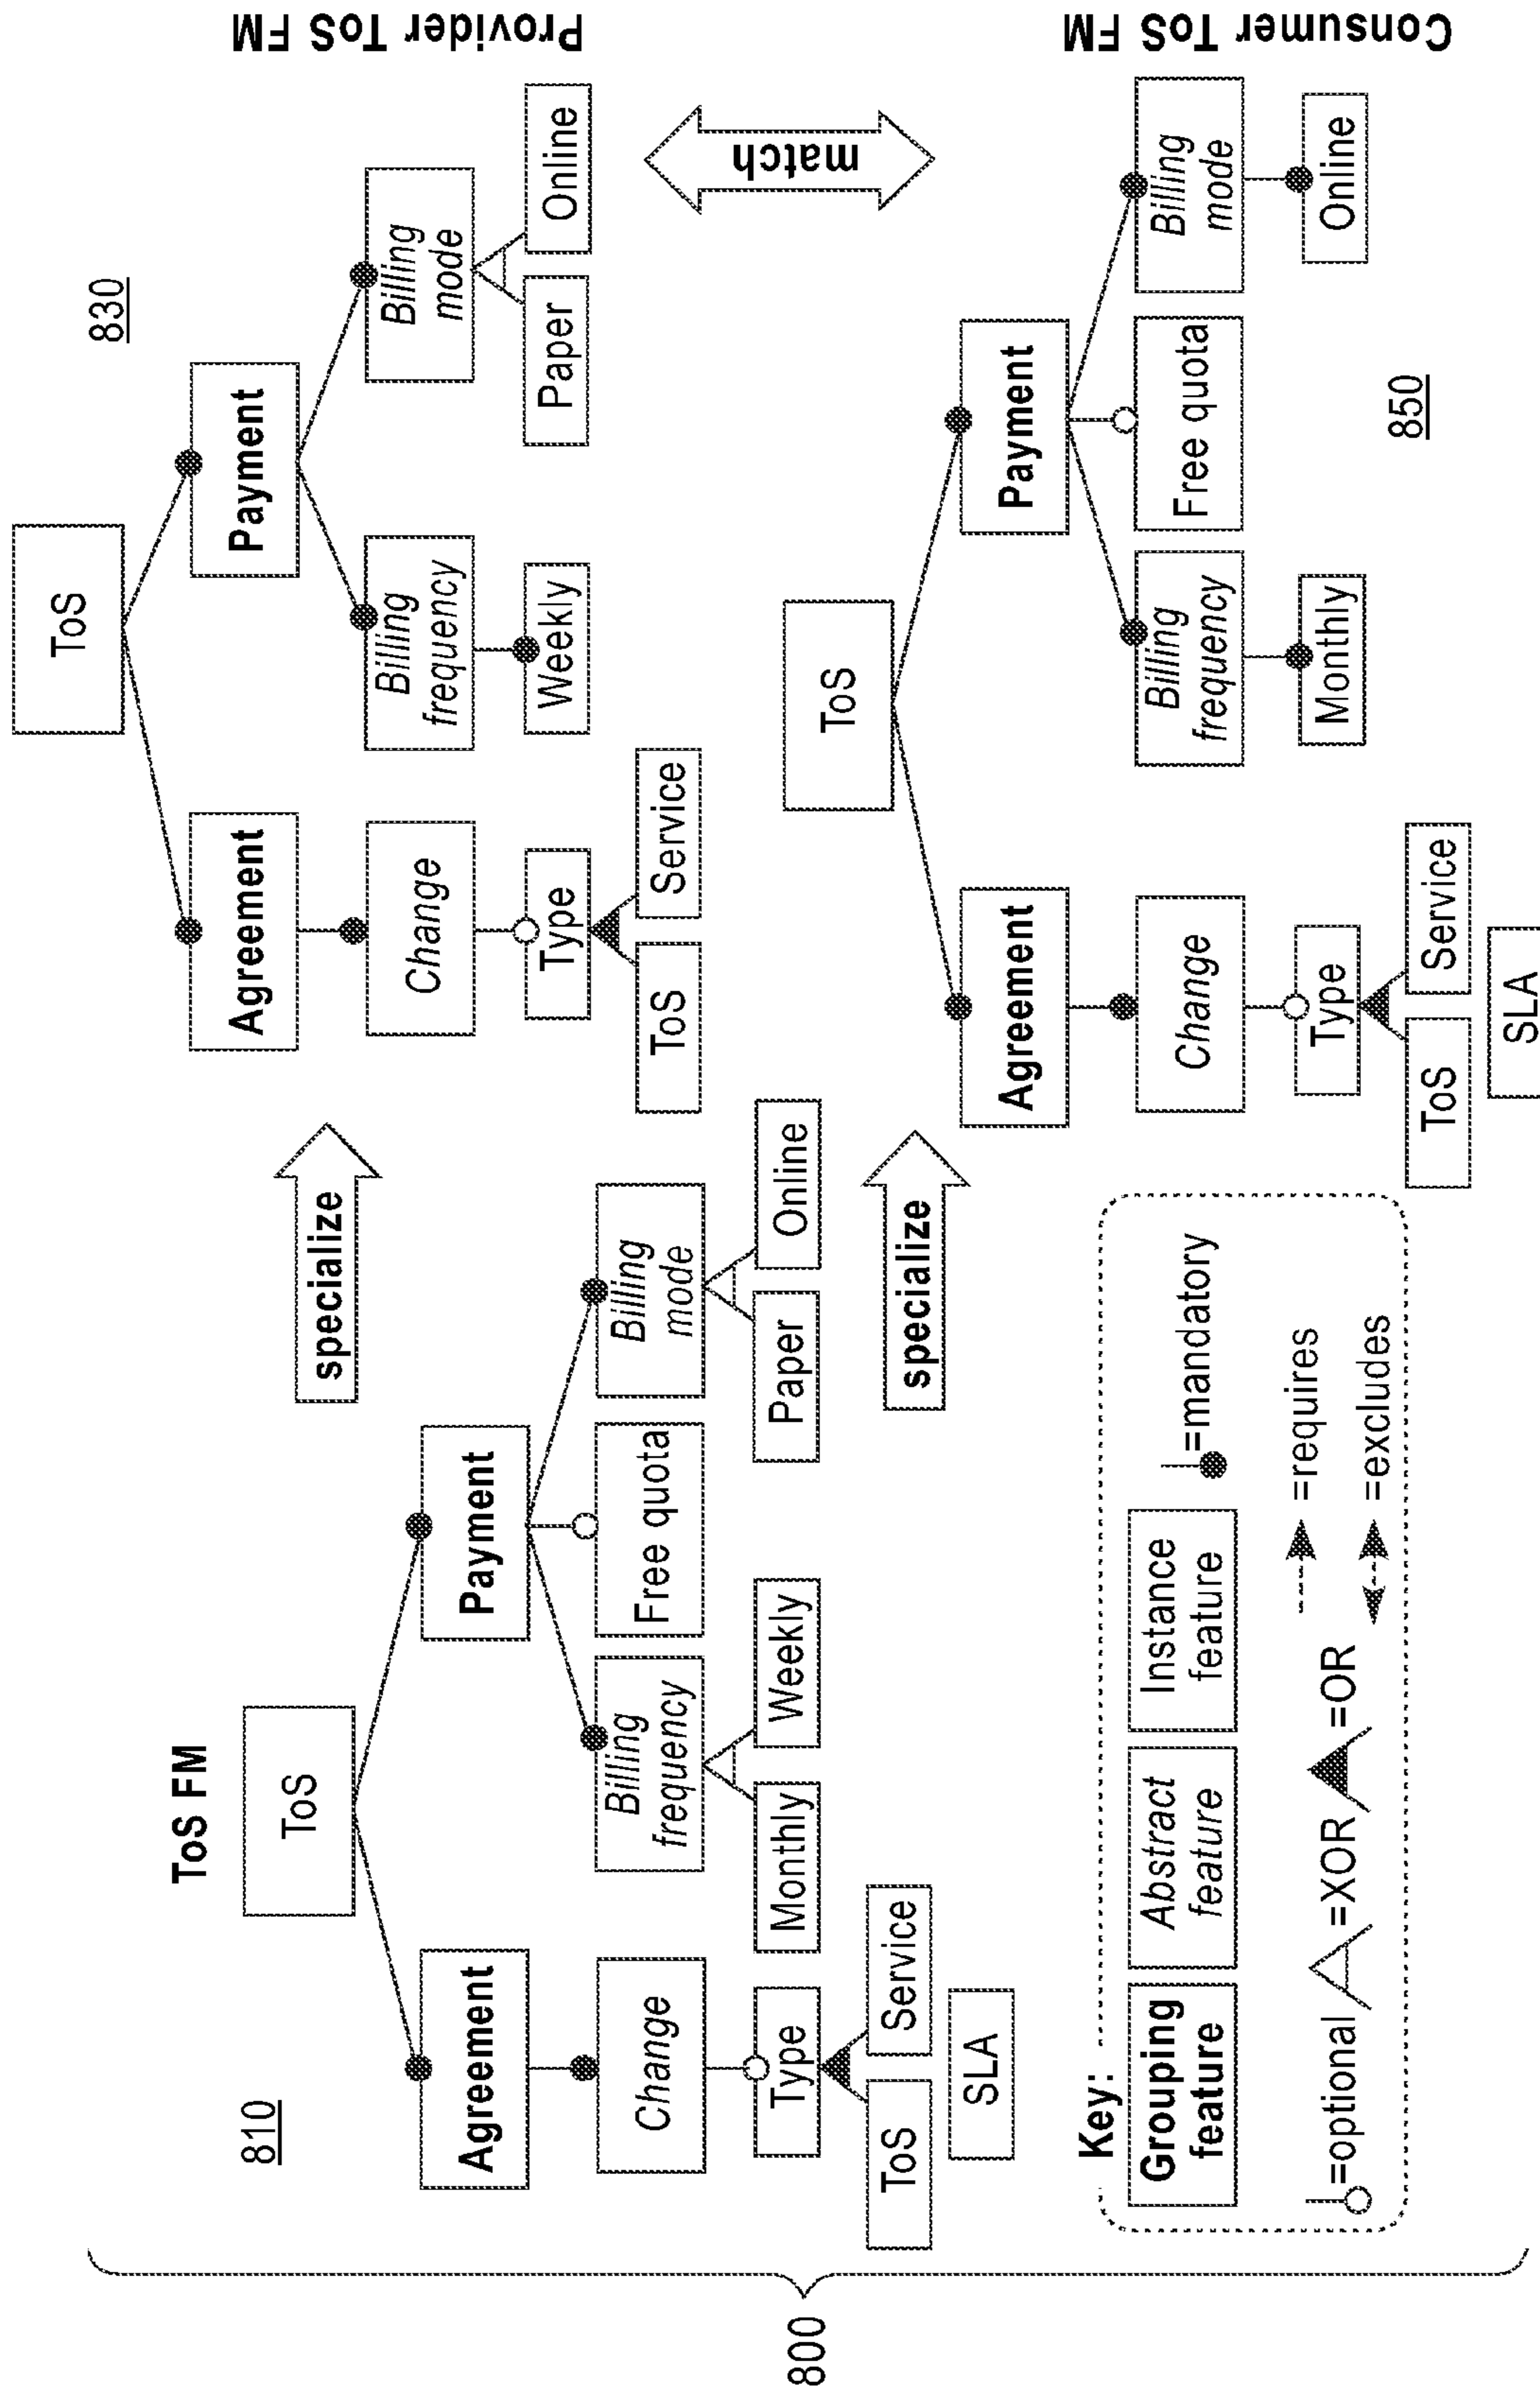 800
810
ToS FM
ToS
Agreement
Payment
Change
Billing
frequency
Free quota
Billing
mode
Type
Monthly
Weekly
Paper
Online
ToS
Service
SLA
specialize
specialize
830
ToS
Agreement
Payment
Change
Billing
frequency
Billing
mode
Type
Weekly
Paper
Online
ToS
Service
Provider ToS FM
match
ToS
Agreement
Payment
Change
Billing
frequency
Free quota
Billing
mode
Type
Monthly
Online
ToS
Service
SLA
850
Consumer ToS FM
Key:
Grouping
feature
Abstract
feature
Instance
feature
=mandatory
=optional
=XOR
=OR
=requires
=excludes